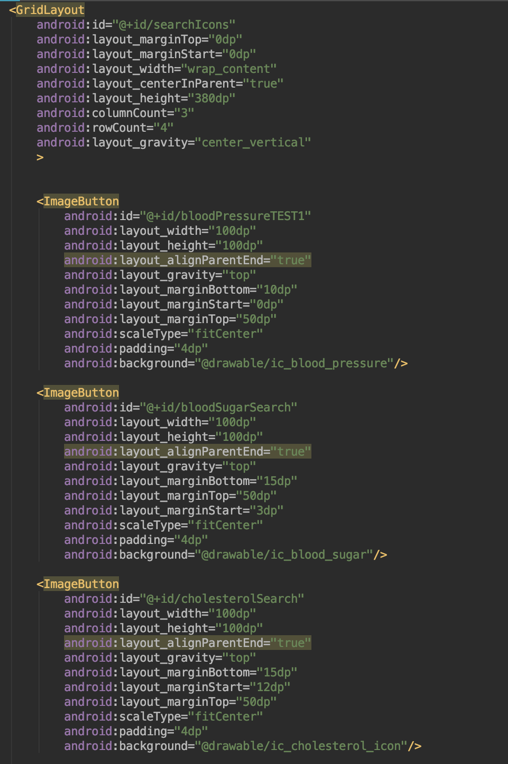 <GridLayout
android:id="@+id/searchIcons"
android:layout_marginTop="0dp"
android:layout_marginStart="0dp"
android:layout_width="wrap_content"
android:layout_centerInParent="true"
android:layout_height="380dp"
android:columnCount="3"
android:rowCount="4"
android:layout_gravity="center_vertical"
>
<ImageButton
android:id="@+id/bloodPressureTEST1"
android:layout_width="100dp"
android:layout_height="100dp"
android:layout_alignParentEnd="true"
android:layout_gravity="top"
android:layout_marginBottom="10dp"
android:layout_marginStart="0dp"
android:layout_marginTop="50dp"
android:scaleType="fitCenter"
android:padding="4dp"
android:background="@drawable/ic_blood_pressure"/>
<ImageButton
android:id="@+id/bloodSugarSearch"
android:layout_width="100dp"
android:layout_height="100dp"
android:layout_alignParentEnd="true"
android:layout_gravity="top"
android:layout_marginBottom="15dp"
android:layout_marginTop="50dp"
android:layout_marginStart="3dp"
android:scaleType="fitCenter"
android:padding="4dp"
android:background="@drawable/ic_blood_sugar"/>
<ImageButton
android:id="@+id/cholesterolSearch"
android:layout_width="100dp"
android:layout_height="100dp"
android:layout_alignParentEnd="true"
android:layout_gravity="top"
android:layout_marginBottom="15dp"
android:layout_marginStart="12dp"
android:layout_marginTop="50dp"
android:scaleType="fitCenter"
android:padding="4dp"
android:background="@drawable/ic_cholesterol_icon"/>